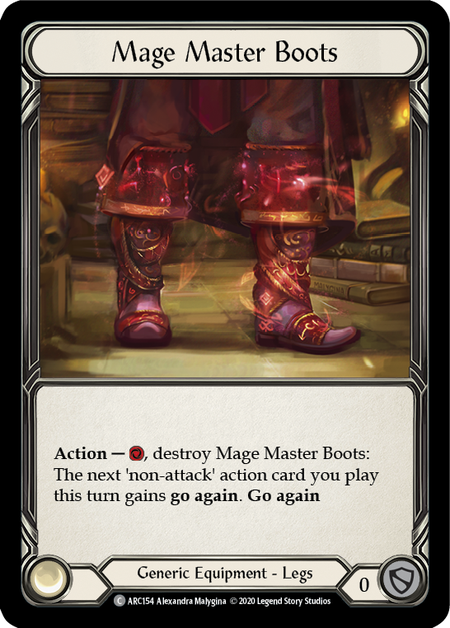 Mage Master Boots
Action — , destroy Mage Master Boots:
The next 'non-attack' action card you play
this turn gains go again. Go again
Generic Equipment - Legs
0
C ARC154 Alexandra Malygina © 2020 Legend Story Studios